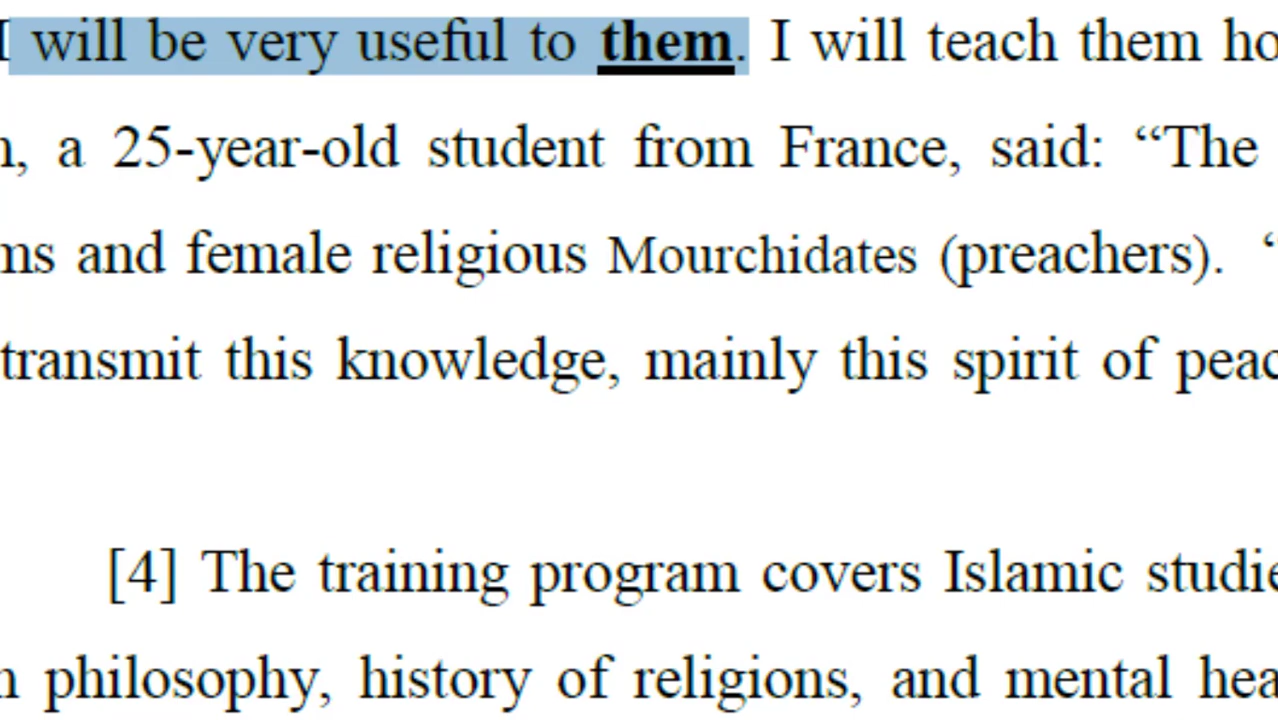 I will be very useful to them. I will teach them ho
, a 25-year-old student from France, said: “The
ms and female religious Mourchidates (preachers). ‘
transmit this knowledge, mainly this spirit of peac
[4] The training program covers Islamic studie
philosophy, history of religions, and mental hea